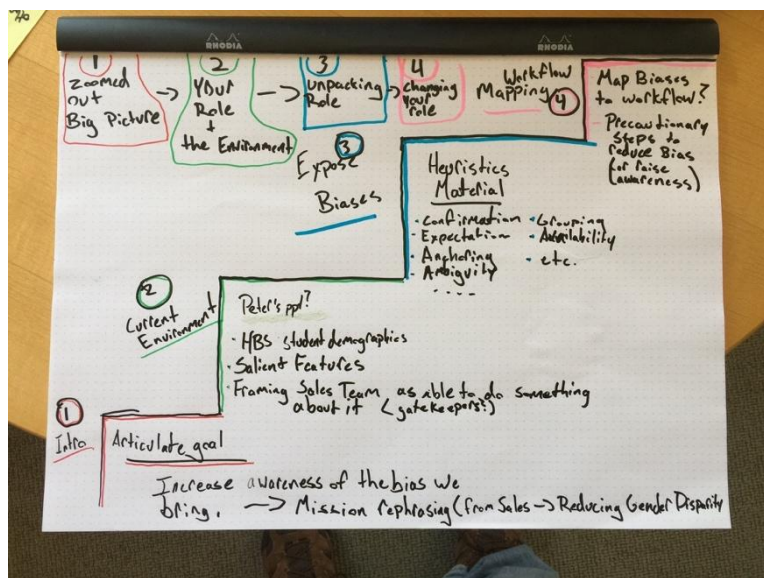 RHODIA
RHODIA
1
Zoomed
out
Big Picture
2
Your
Role
+
the Environment
3
Unpacking
Role
4
changing
your
role
Workflow
Mapping
4
Map Biases
to workflow?
- Precautionary
Steps to
reduce Bias
(or raise
awareness)
3
Expose
Biases
Heuristics
Material
- Confirmation
- Expectation
- Anchoring
- Ambiguity
....
- Grouping
- Availability
- etc.
2
Current
Environment
Peter's ppt?
- HBS student demographics
- Salient Features
- Framing Sales Team as able to do something
about it (gatekeepers?)
1
Intro
Articulate goal
Increase awareness of the bias we
bring. -> Mission rephrasing (from Sales -> Reducing Gender Disparity